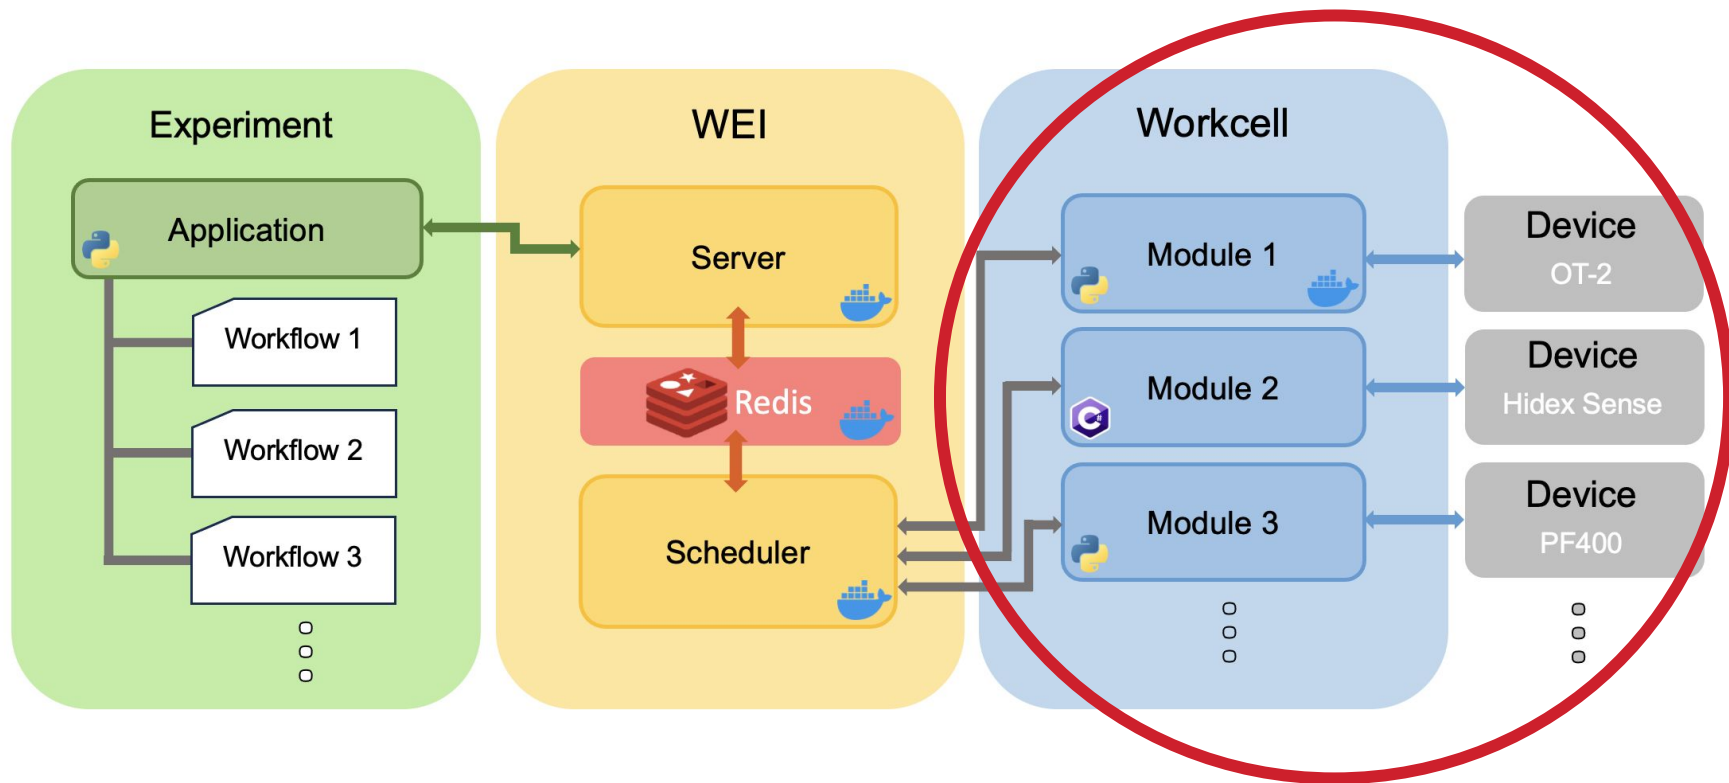 Experiment
Application
Workflow 1
Workflow 2
Workflow 3
WEI
Server
Redis
Scheduler
Workcell
Module 1
C#
Module 2
Module 3
Device
OT-2
Device
Hidex Sense
Device
PF400